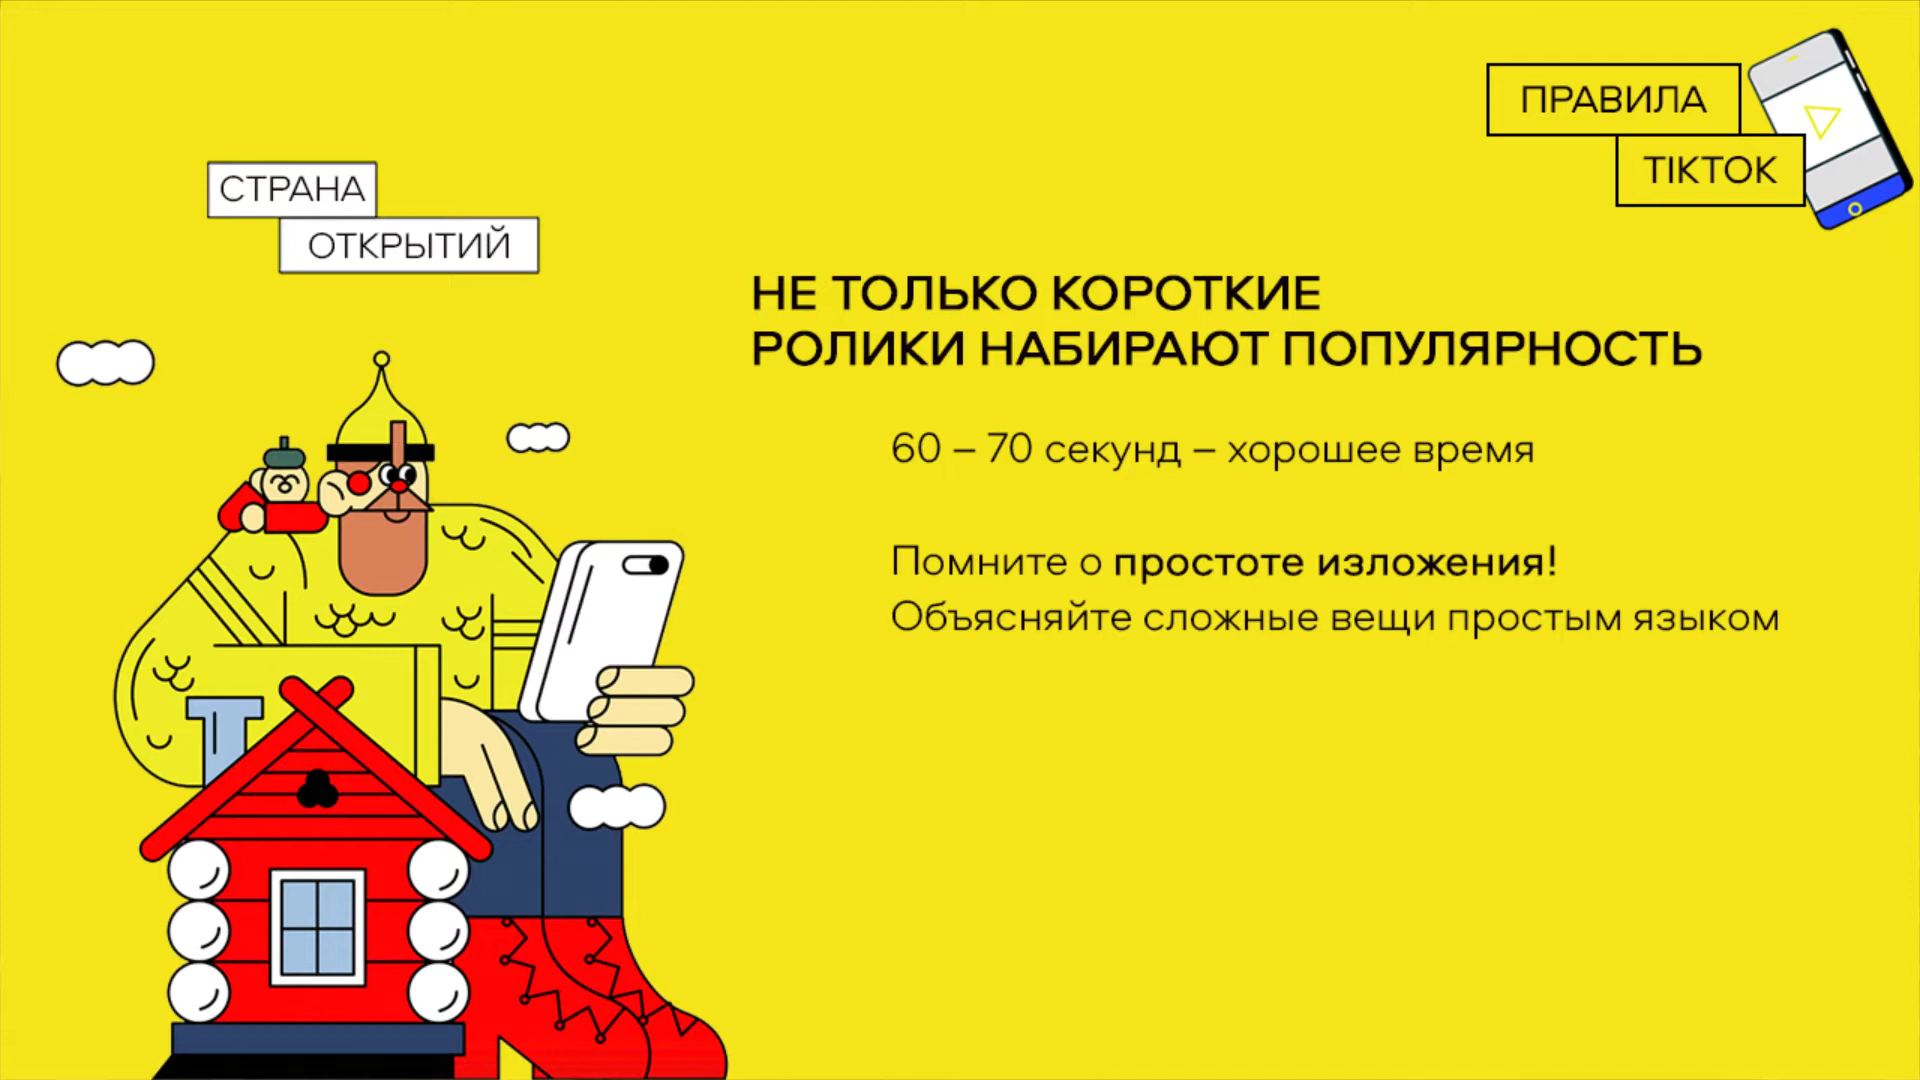 ПРАВИЛА
TIKTOK
СТРАНА
ОТКРЫТИЙ
НЕ ТОЛЬКО КОРОТКИЕ
РОЛИКИ НАБИРАЮТ ПОПУЛЯРНОСТЬ
60 – 70 секунд – хорошее время
Помните о простоте изложения!
Объясняйте сложные вещи простым языком